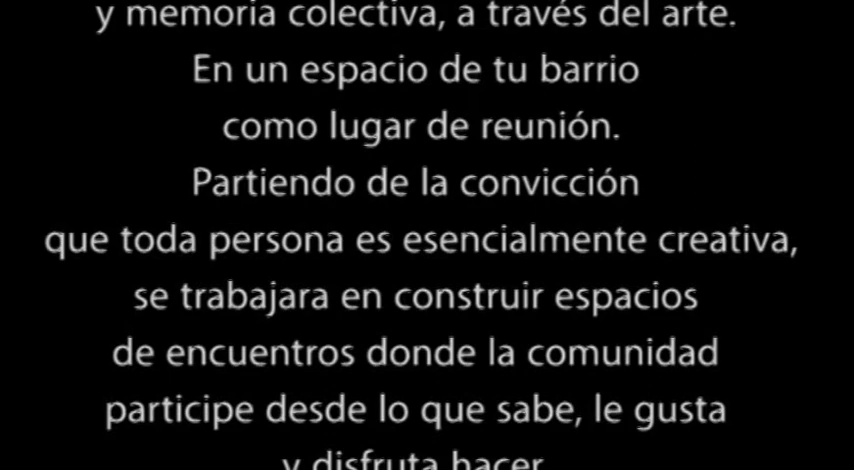 y memoria colectiva, a través del arte.
En un espacio de tu barrio
como lugar de reunión.
Partiendo de la convicción
que toda persona es esencialmente creativa,
se trabajara en construir espacios
de encuentros donde la comunidad
participe desde lo que sabe, le gusta
y disfruta hacer